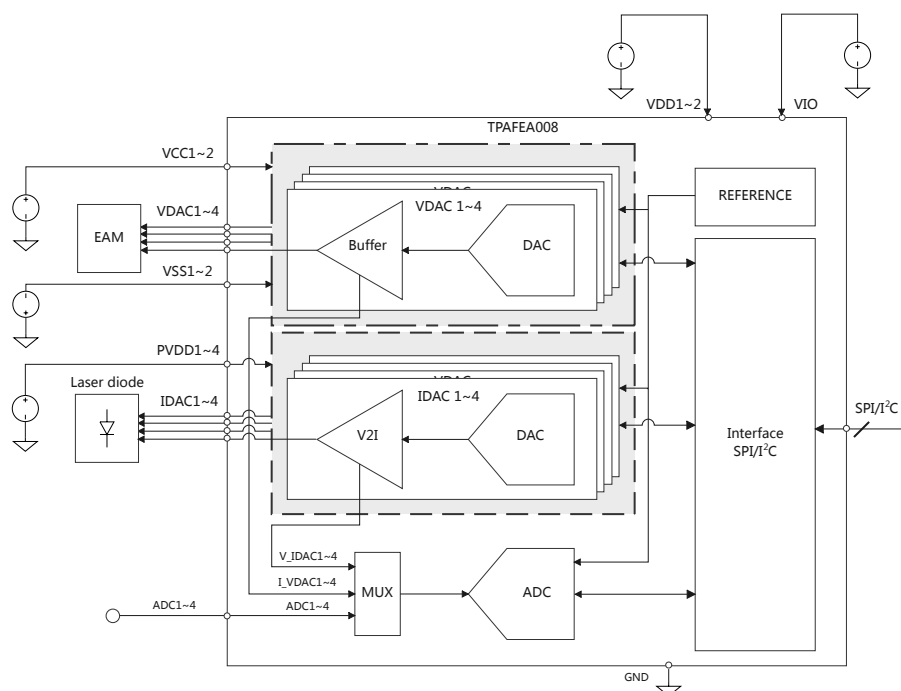 VDD1~2
VIO
TPAFEA008
VCC1~2
VDAC1~4
EAM
VSS1~2
VDAC 1~4
Buffer
DAC
REFERENCE
PVDD1~4
Laser diode
IDAC1~4
IDAC 1~4
V2I
DAC
Interface
SPI/I²C
SPI/I²C
V_IDAC1~4
I_VDAC1~4
ADC1~4
ADC1~4
MUX
ADC
GND